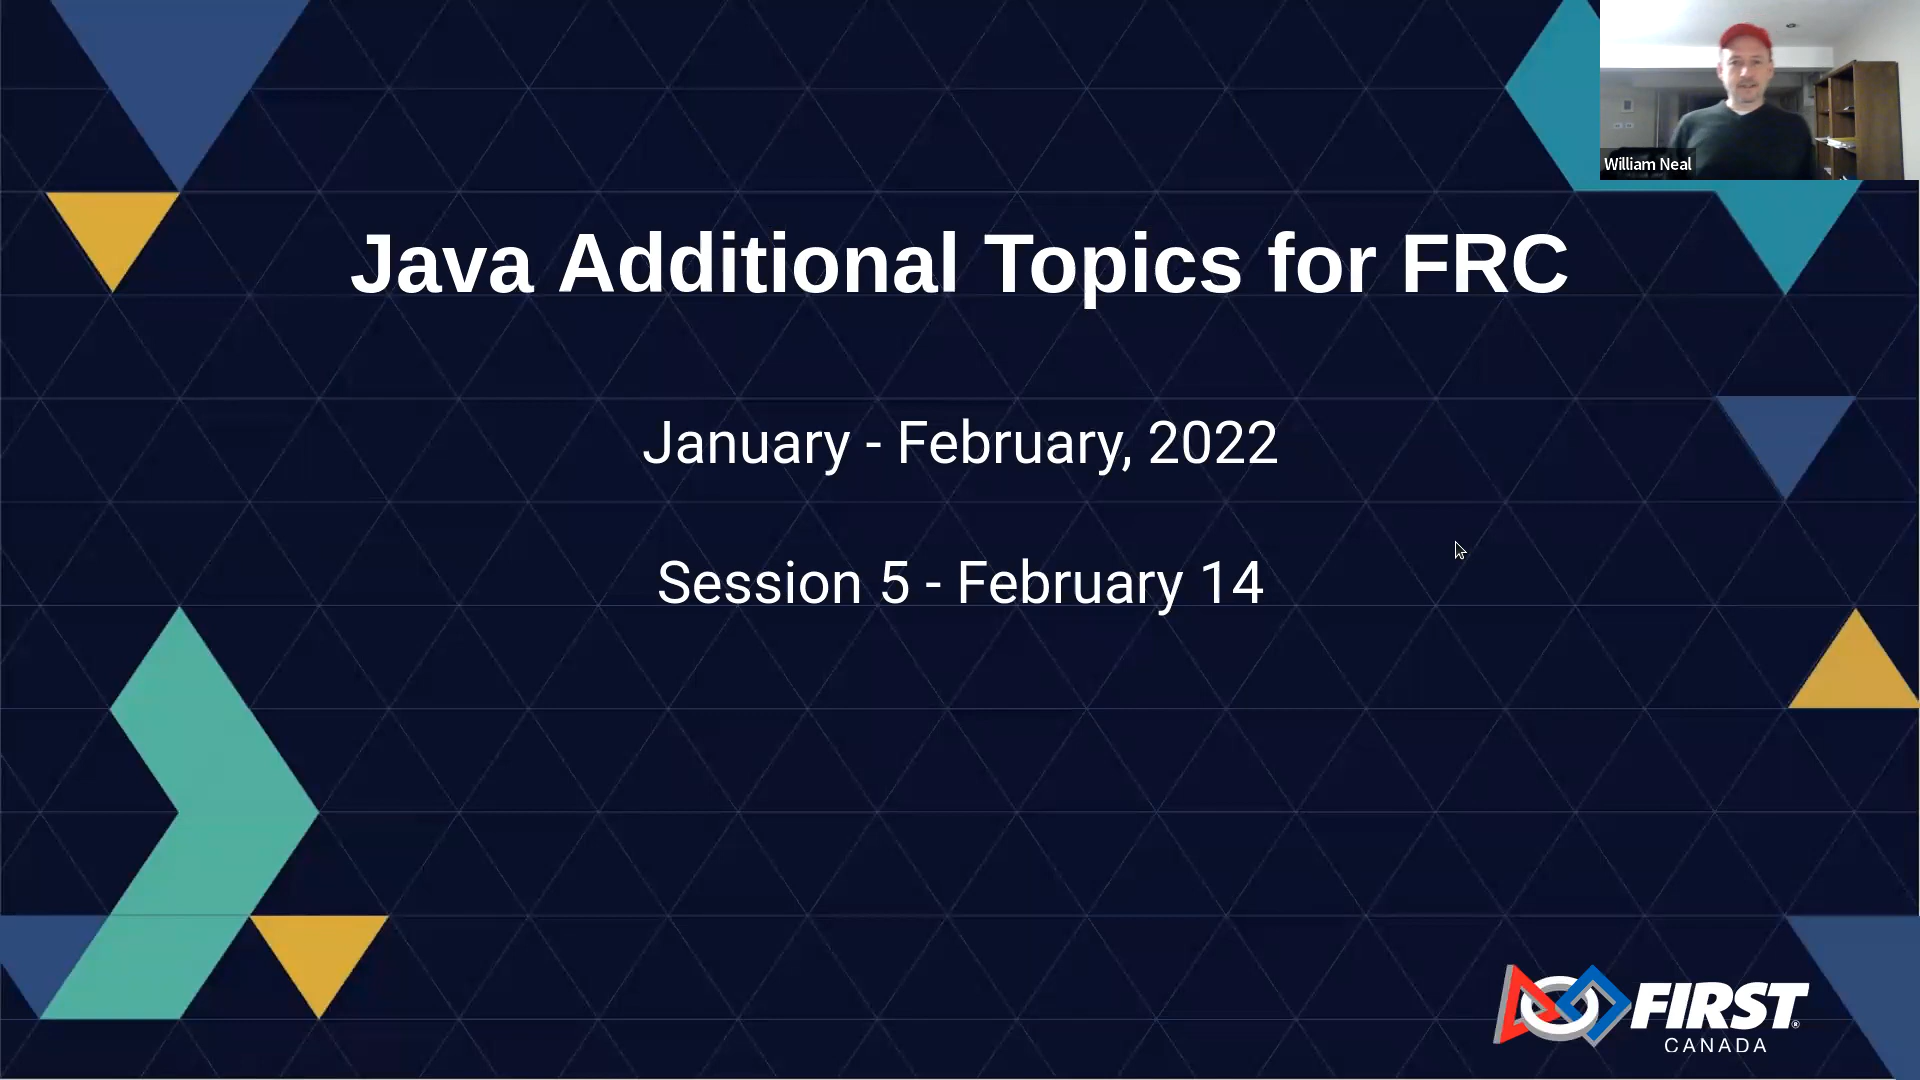 William Neal
Java Additional Topics for FRC
January - February, 2022
Session 5 - February 14
FIRST®
CANADA